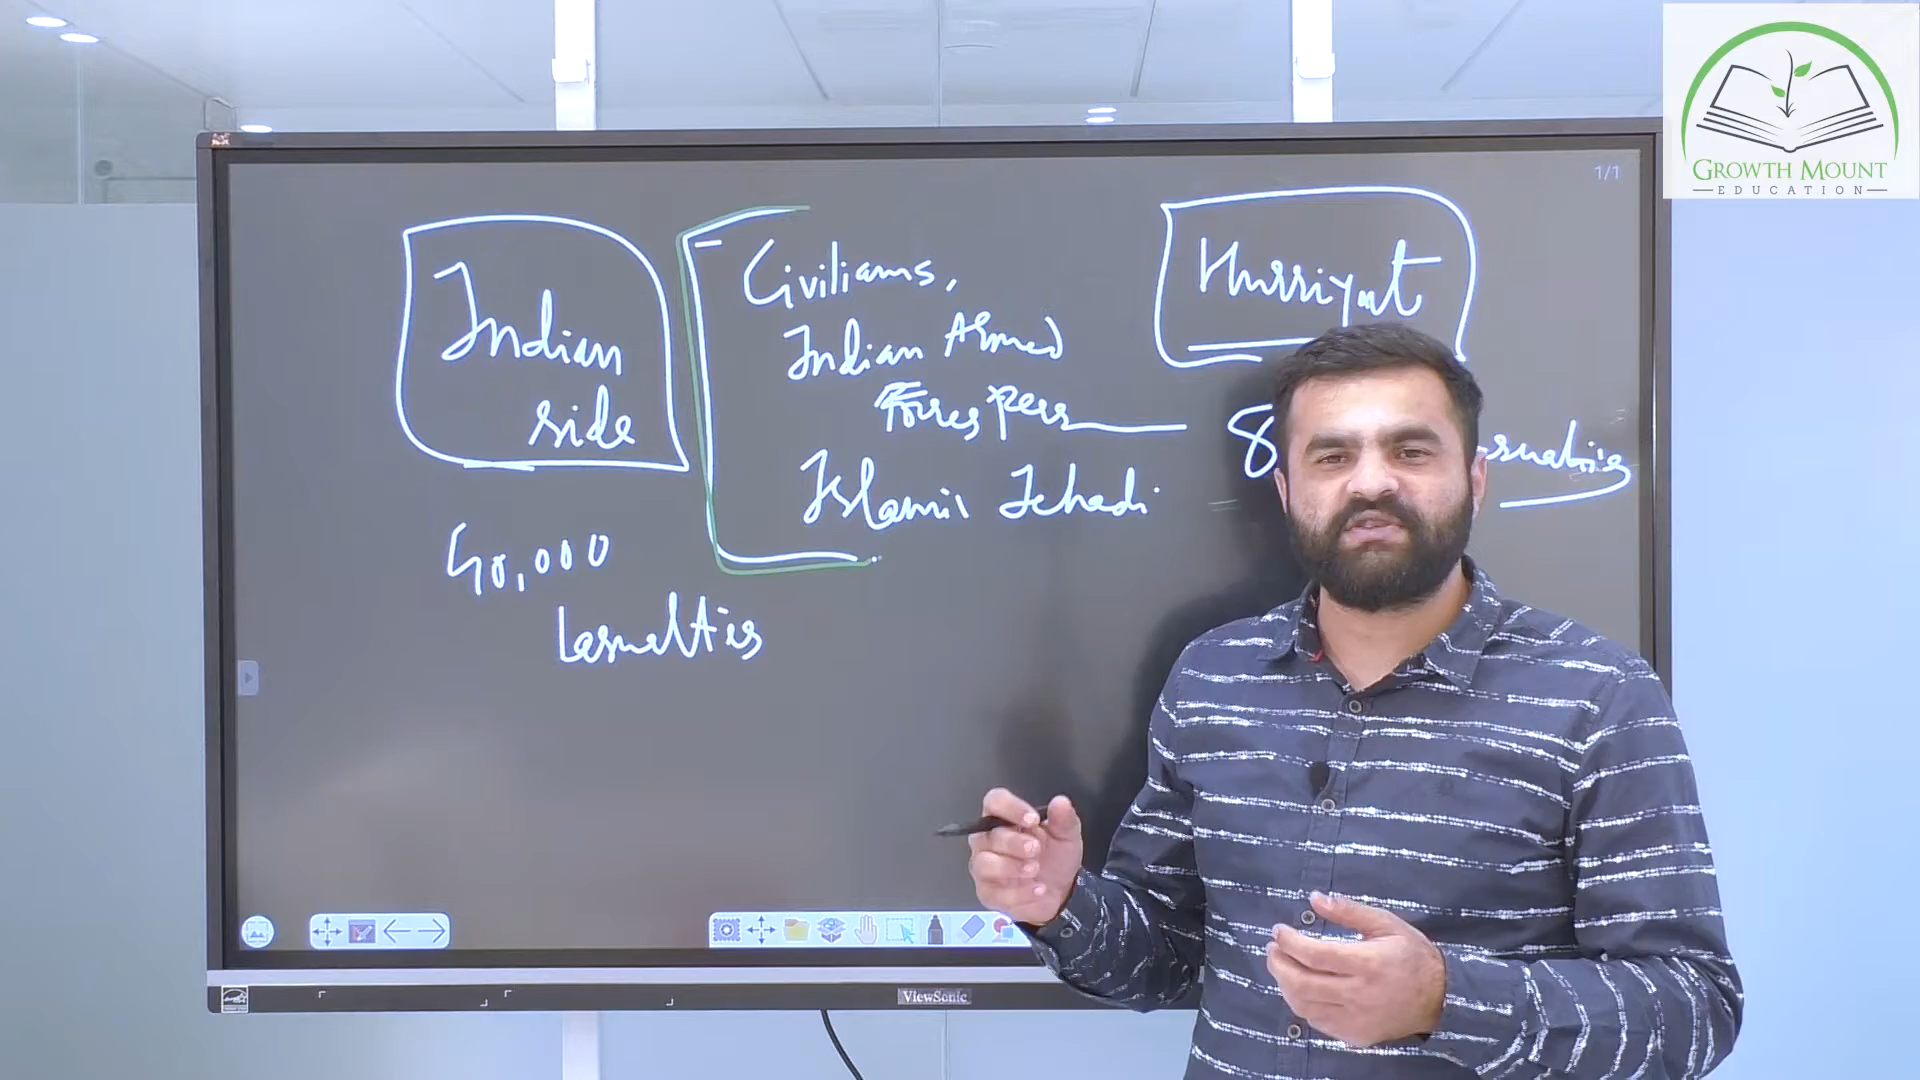 GROWTH MOUNT
EDUCATION
1/1
Indian
side
40,000
Casualties
Civilians,
Indian Armed
Forces Pers
Islamic Jehadi
Hurriyat
8
ViewSonic